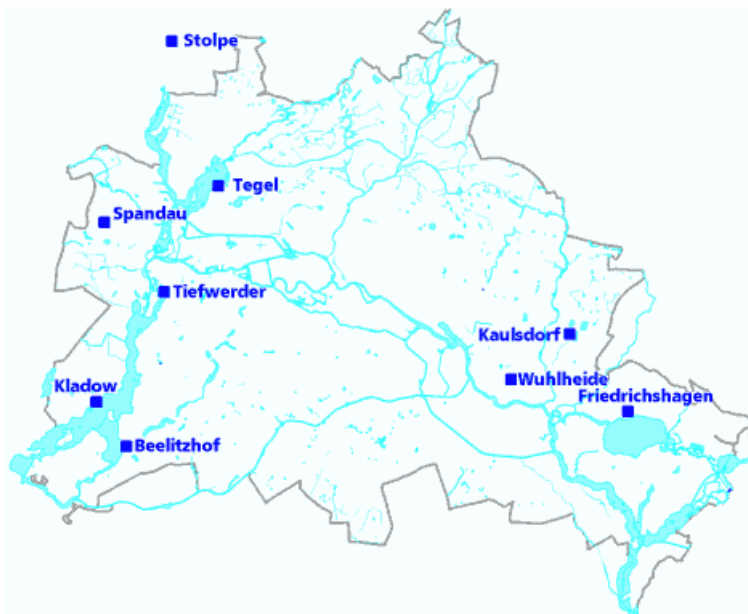 Stolpe
Tegel
Spandau
Tiefwerder
Kaulsdorf
Wuhlheide
Kladow
Friedrichshagen
Beelitzhof